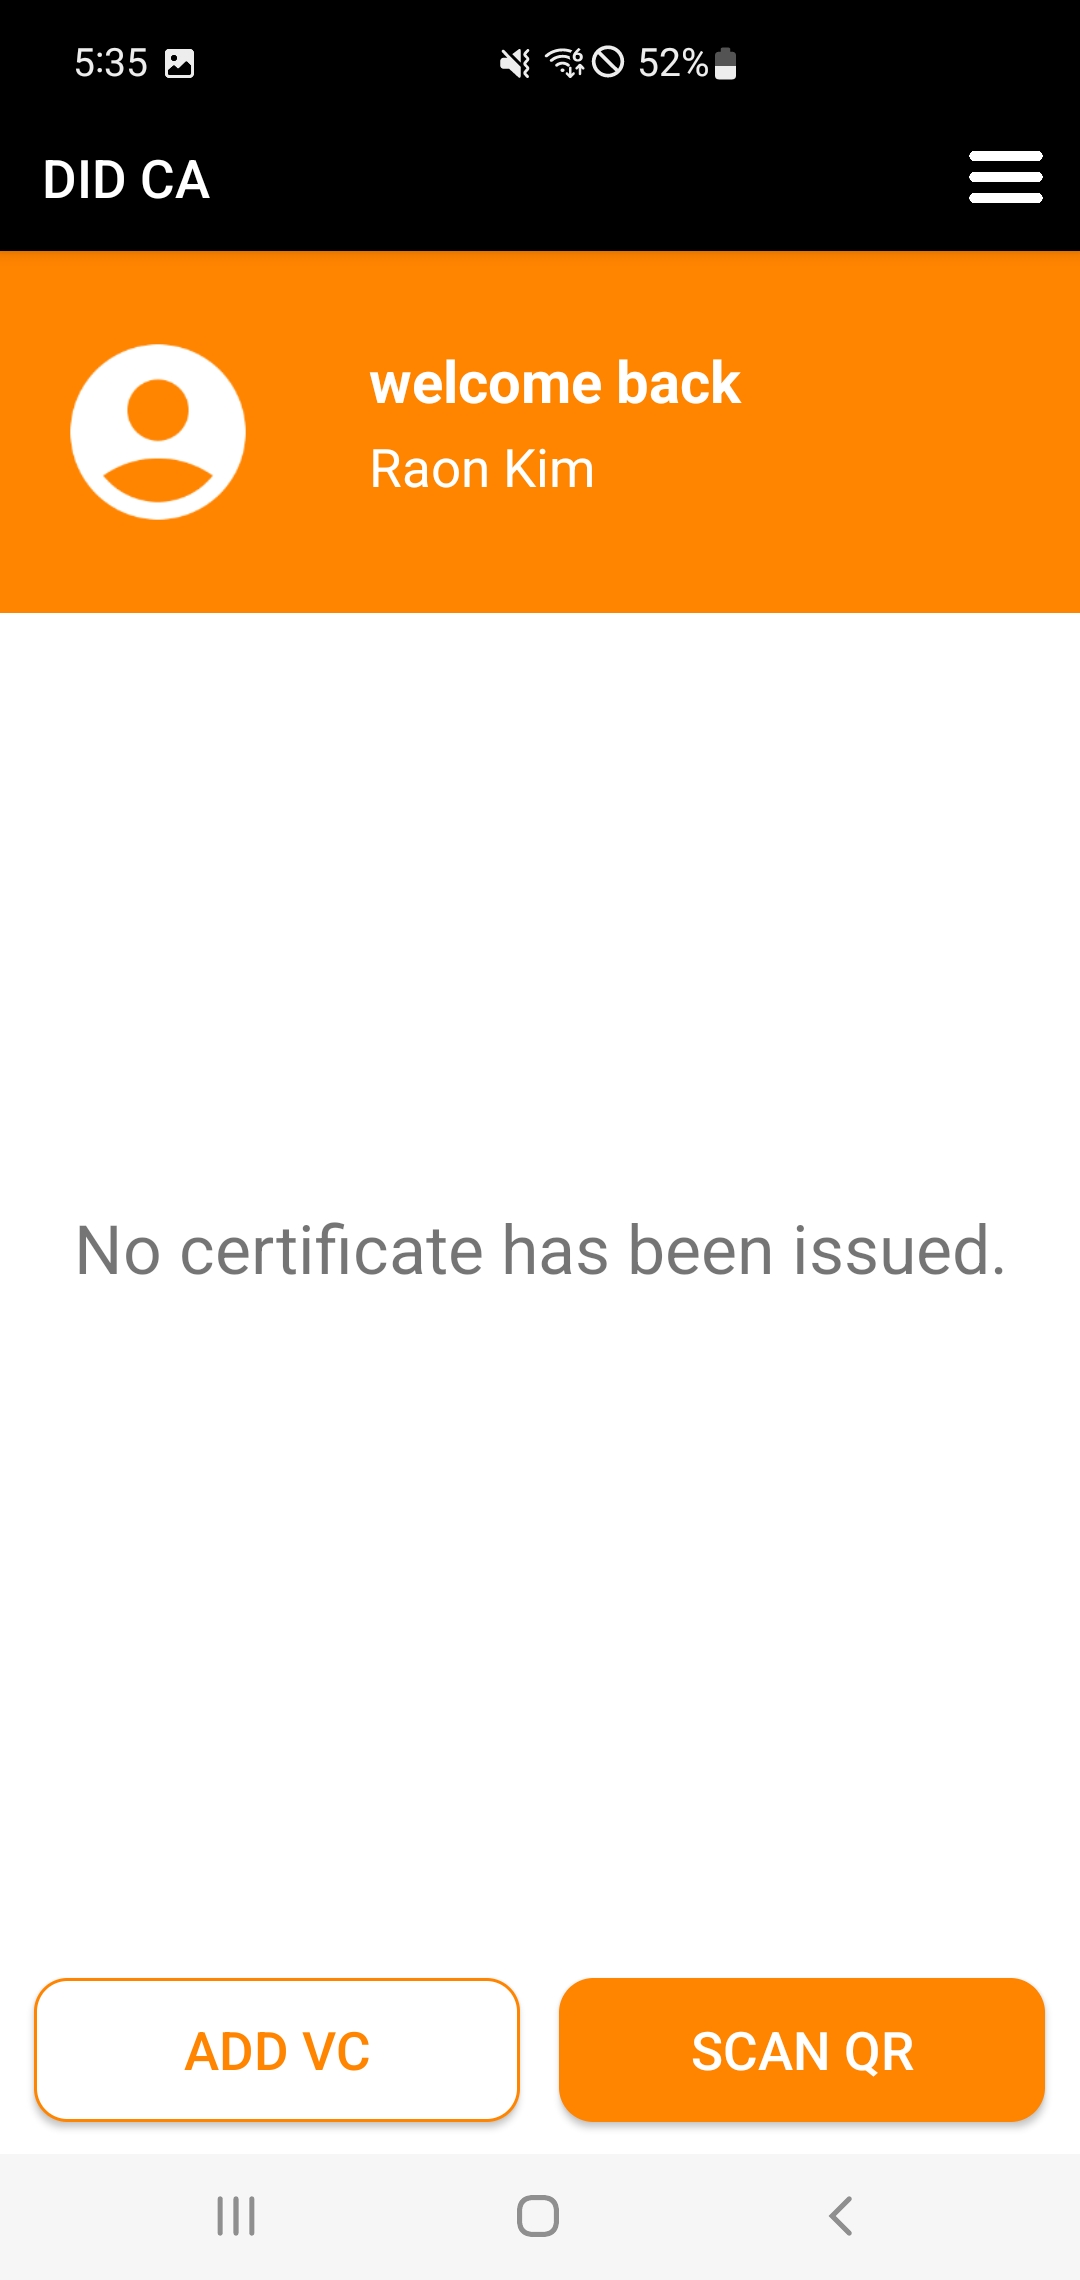 5:35 52%
DID CA
welcome back
Raon Kim
No certificate has been issued.
ADD VC
SCAN QR